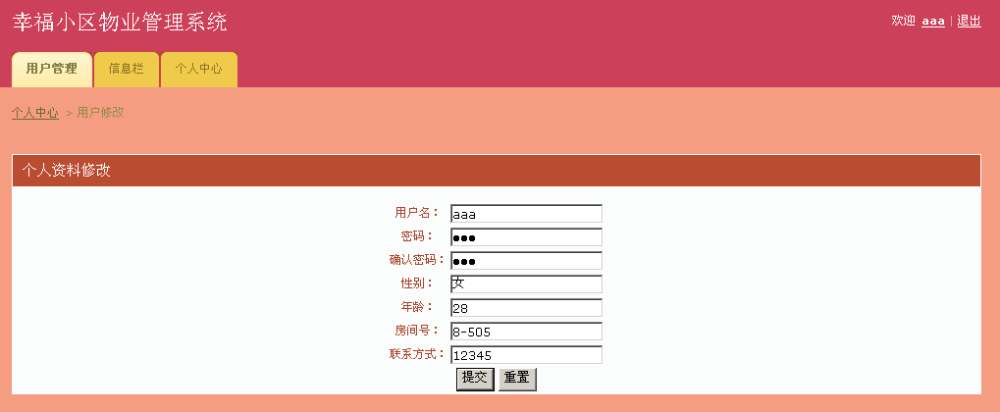 幸福小区物业管理系统
欢迎 aaa | 退出
用户管理 信息栏 个人中心
个人中心 > 用户修改
个人资料修改
用户名： aaa
密码： ●●●
确认密码： ●●●
性别： 女
年龄： 28
房间号： 8-505
联系方式： 12345
提交 重置